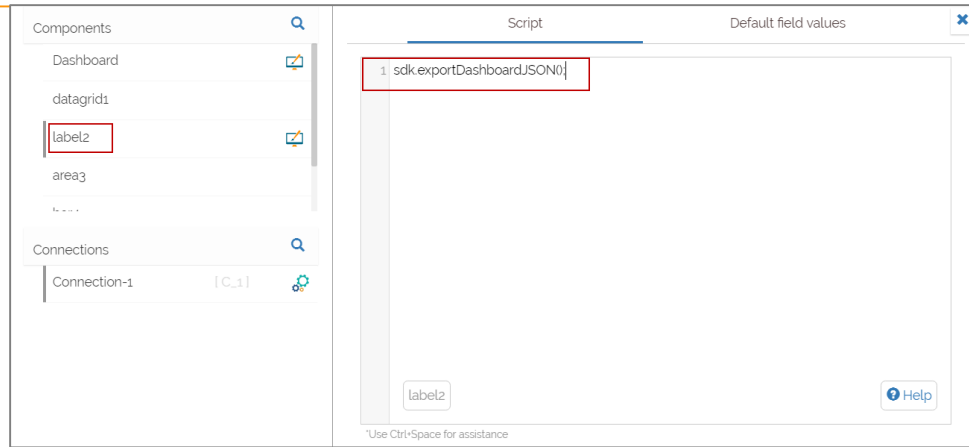 Components
Dashboard
datagrid1
label2
area3
Connections
Connection-1 [ C_1 ]
Script Default field values
1 sdk.exportDashboardJSON();
label2
? Help
*Use Ctrl+Space for assistance